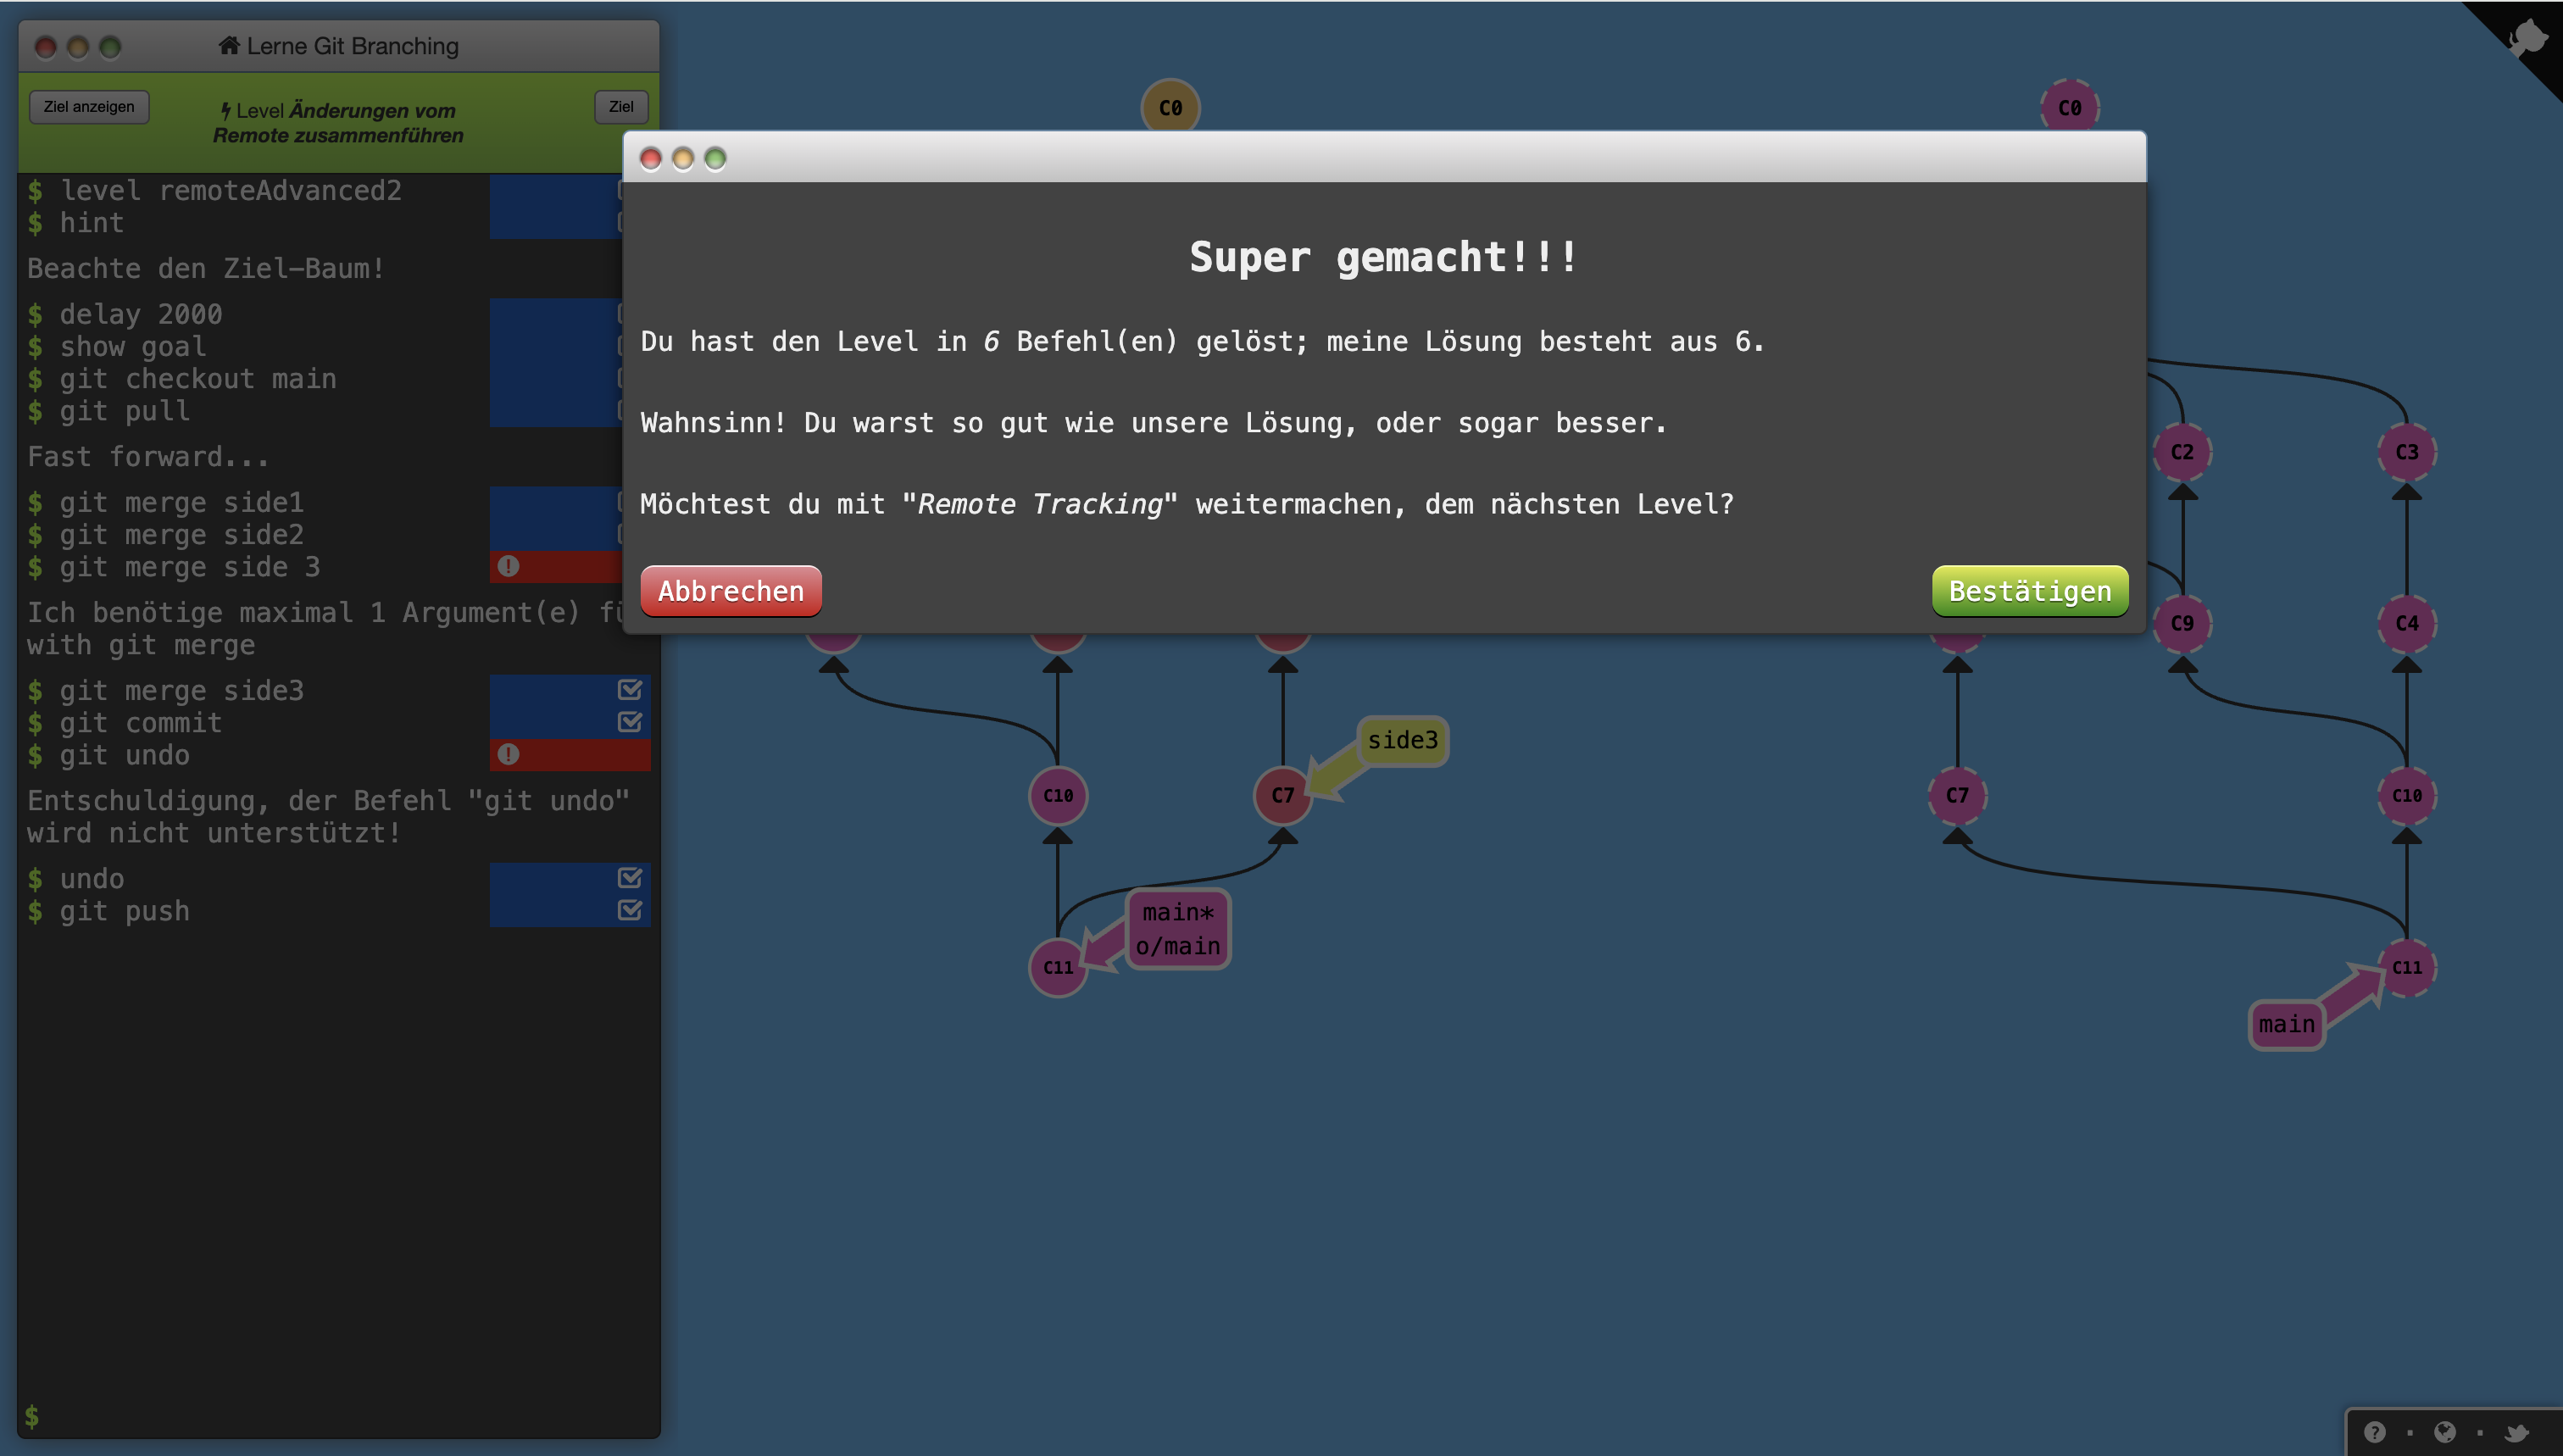 Lerne Git Branching
Ziel anzeigen
Level Änderungen vom
Remote zusammenführen
Ziel
$ level remoteAdvanced2
$ hint
Beachte den Ziel-Baum!
$ delay 2000
$ show goal
$ git checkout main
$ git pull
Fast forward...
$ git merge side1
$ git merge side2
$ git merge side 3
Ich benötige maximal 1 Argument(e)
with git merge
$ git merge side3
$ git commit
$ git undo
Entschuldigung, der Befehl "git undo"
wird nicht unterstützt!
$ undo
$ git push
$
Super gemacht!!!
Du hast den Level in 6 Befehl(en) gelöst; meine Lösung besteht aus 6.
Wahnsinn! Du warst so gut wie unsere Lösung, oder sogar besser.
Möchtest du mit "Remote Tracking" weitermachen, dem nächsten Level?
Abbrechen
Bestätigen
C0
side3
C10
C7
main*
o/main
C11
C0
C2
C3
C9
C4
C7
C10
C11
main